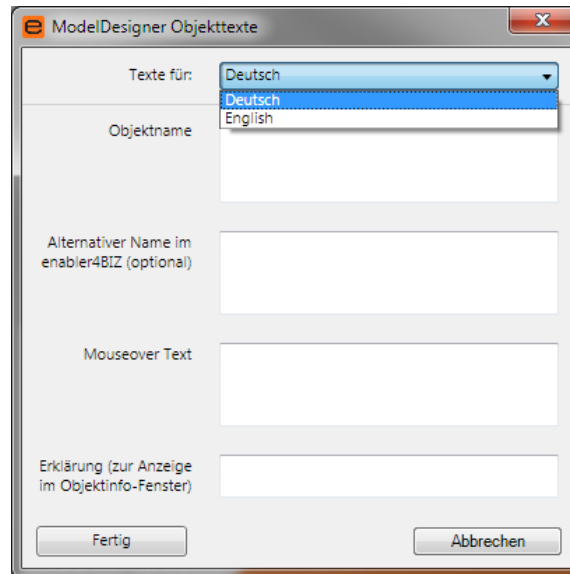 e ModelDesigner Objekttexte
Texte für: Deutsch
Deutsch
English
Objektname
Alternativer Name im
enabler4BIZ (optional)
Mouseover Text
Erklärung (zur Anzeige
im Objektinfo-Fenster)
Fertig Abbrechen